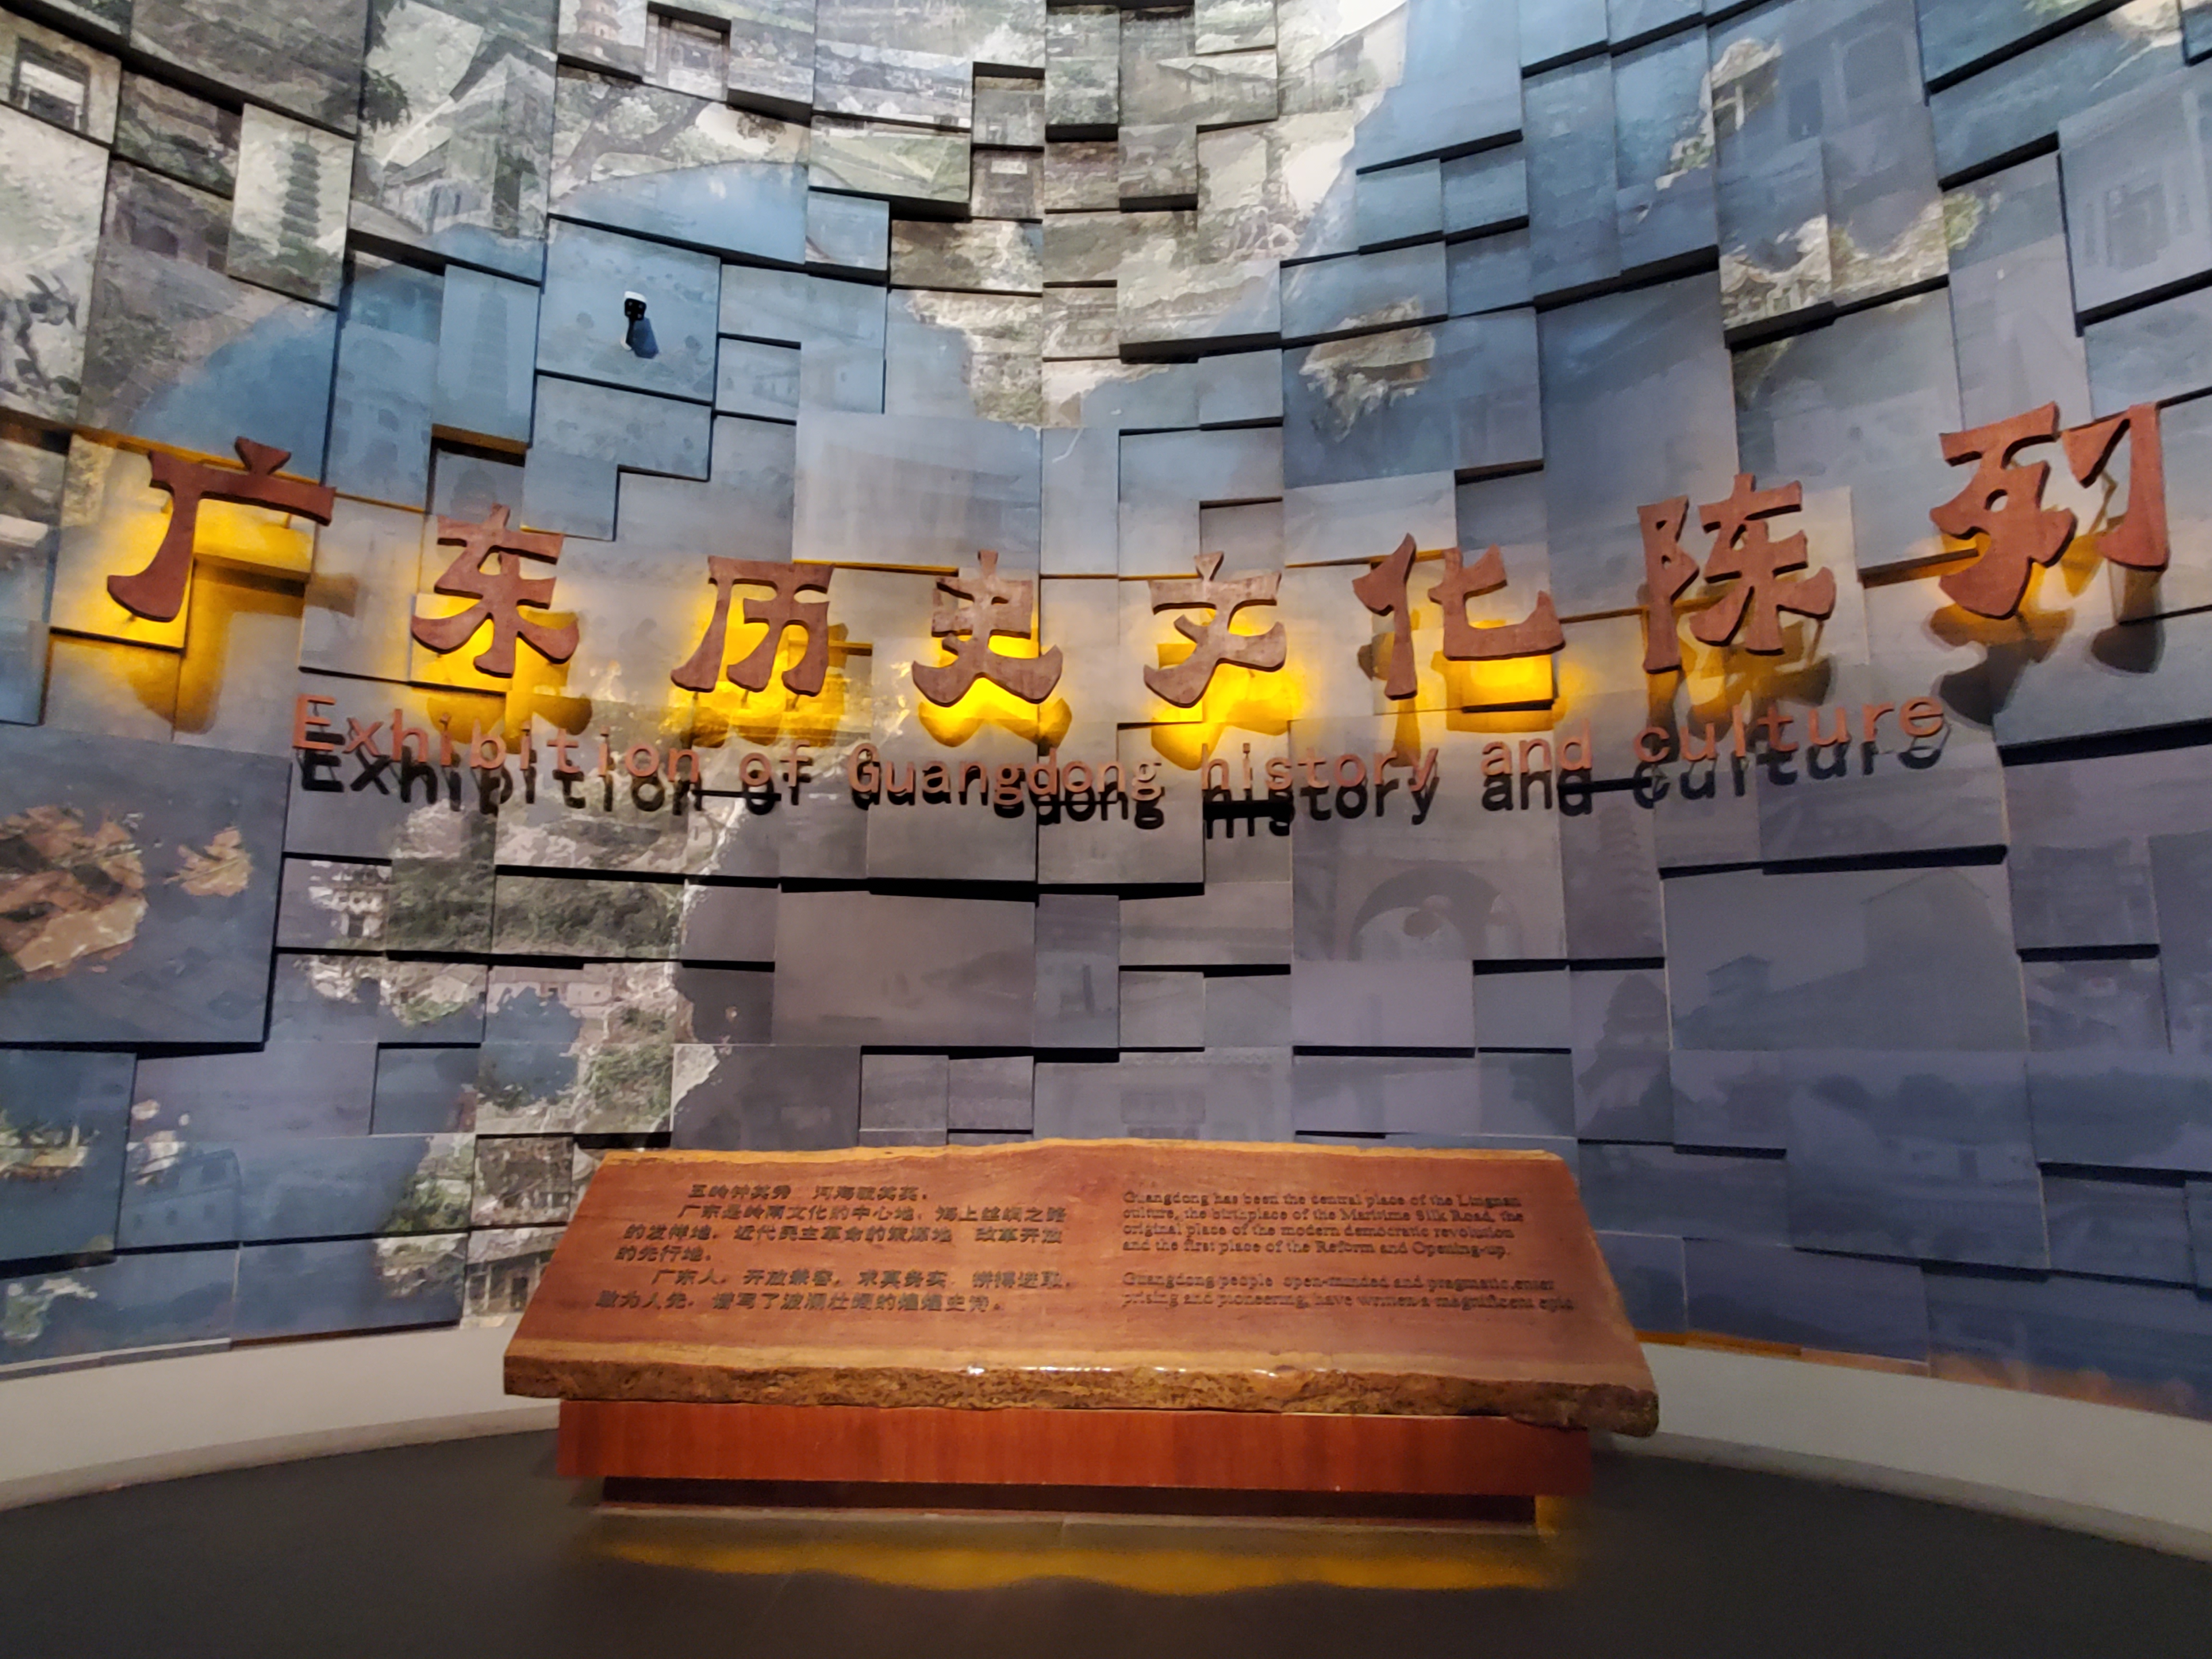 广东历史文化陈列
Exhibition of Guangdong history and culture
五岭钟英秀 河海毓英英。
广东是岭南文化的中心地，海上丝绸之路
的发祥地，近代民主革命的策源地 改革开放
的先行地。
广东人，开放兼容，求真务实 拼搏进取，
敢为人先，谱写了波澜壮阔的煌煌史诗。
Guangdong has been the central place of the Lingnan
culture, the birthplace of the Maritime Silk Road, the
original place of the modern democratic revolution
and the first place of the Reform and Opening-up.
Guangdong people open-minded and pragmatic,enter
prising and pioneering, have written a magnificent epic